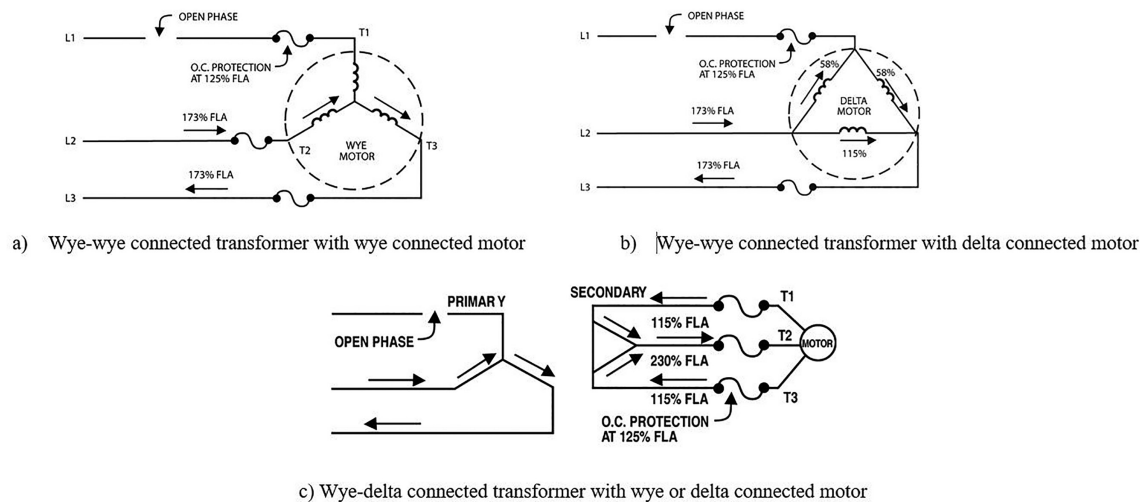 OPEN PHASE
L1
T1
O.C. PROTECTION
AT 125% FLA
173% FLA
L2
T2
WYE
MOTOR
T3
173% FLA
L3
a) Wye-wye connected transformer with wye connected motor
OPEN PHASE
L1
O.C. PROTECTION
AT 125% FLA
58%
58%
DELTA
MOTOR
173% FLA
L2
115%
173% FLA
L3
b) Wye-wye connected transformer with delta connected motor
PRIMARY
OPEN PHASE
SECONDARY
T1
115% FLA
T2
MOTOR
230% FLA
115% FLA
T3
O.C. PROTECTION
AT 125% FLA
c) Wye-delta connected transformer with wye or delta connected motor